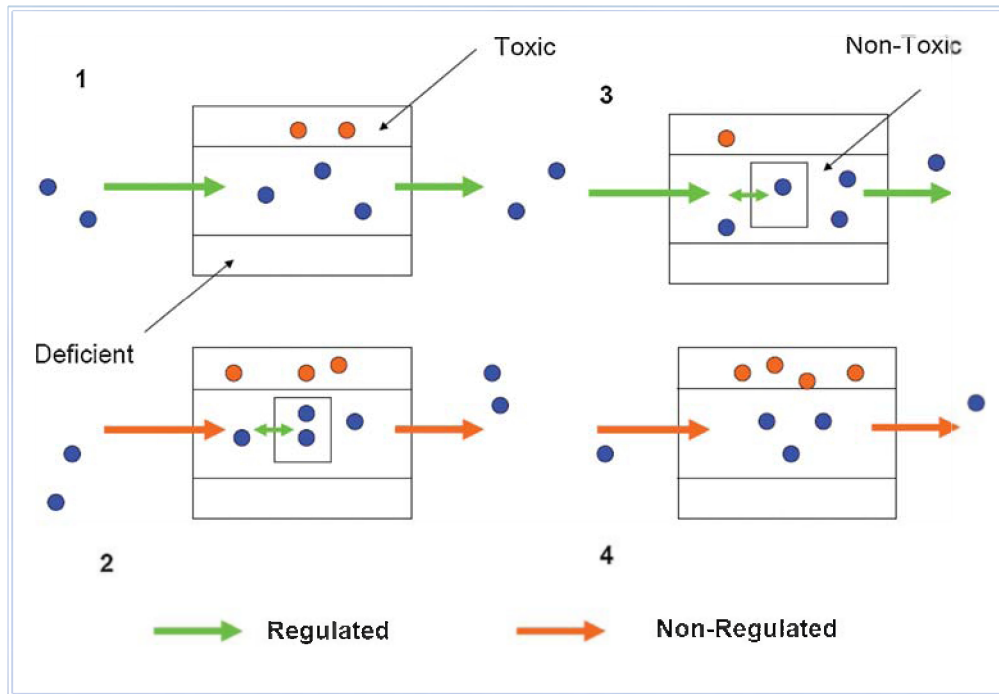 Toxic
Non-Toxic
1
3
Deficient
2
4
Regulated
Non-Regulated